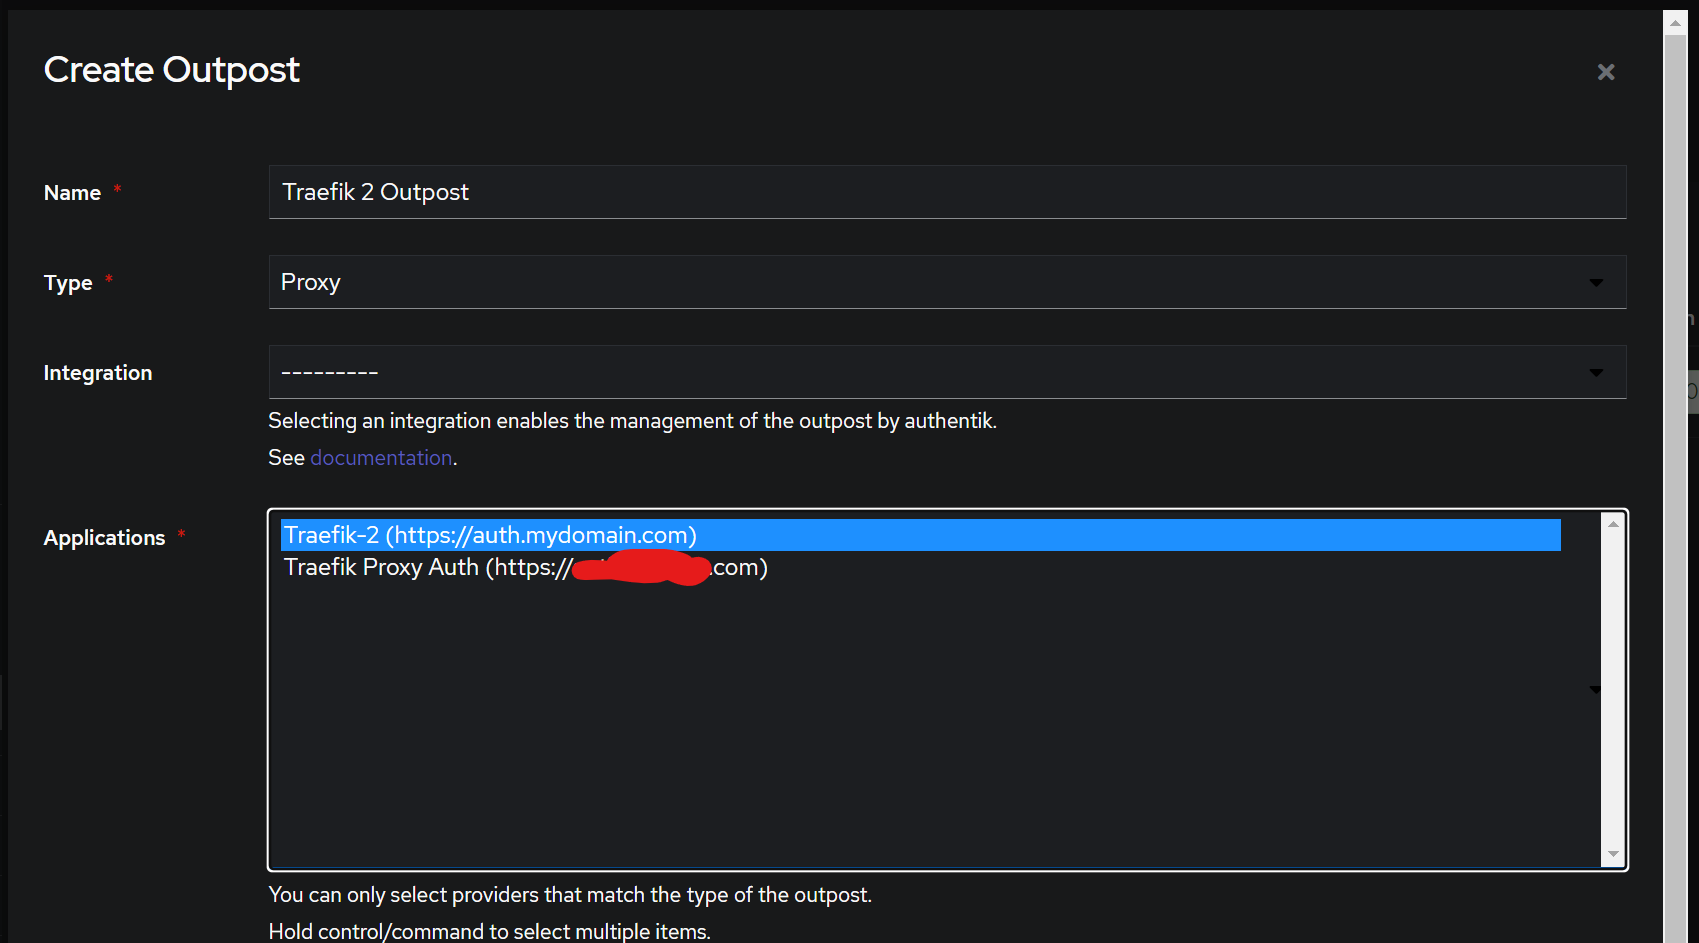 Create Outpost
Name *
Traefik 2 Outpost
Type *
Proxy
Integration
---------
Selecting an integration enables the management of the outpost by authentik.
See documentation.
Applications *
Traefik-2 (https://auth.mydomain.com)
Traefik Proxy Auth (https://.com)
You can only select providers that match the type of the outpost.
Hold control/command to select multiple items.